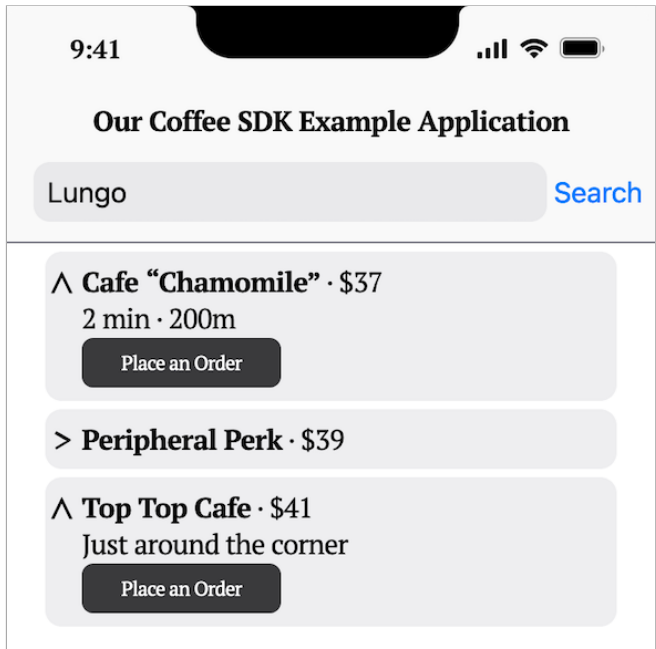 9:41
Our Coffee SDK Example Application
Lungo
Search
Cafe “Chamomile” · $37
2 min · 200m
Place an Order
> Peripheral Perk · $39
Top Top Cafe · $41
Just around the corner
Place an Order